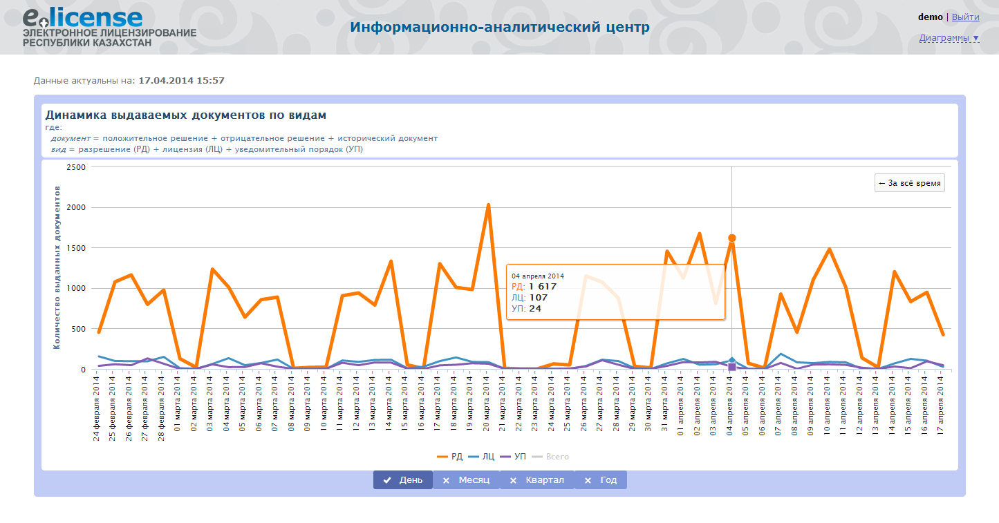 e.license
ЭЛЕКТРОННОЕ ЛИЦЕНЗИРОВАНИЕ
РЕСПУБЛИКИ КАЗАХСТАН
Информационно-аналитический центр
demo | Выйти
Диаграммы ▼
Данные актуальны на: 17.04.2014 15:57
Динамика выдаваемых документов по видам
где:
документ = положительное решение + отрицательное решение + исторический документ
вид = разрешение (РД) + лицензия (ЛЦ) + уведомительный порядок (УП)
Количество выданных документов
2500
2000
1500
1000
500
0
← За всё время
04 апреля 2014
РД: 1 617
ЛЦ: 107
УП: 24
24 февраля 2014
25 февраля 2014
26 февраля 2014
27 февраля 2014
28 февраля 2014
01 марта 2014
02 марта 2014
03 марта 2014
04 марта 2014
05 марта 2014
06 марта 2014
07 марта 2014
08 марта 2014
09 марта 2014
10 марта 2014
11 марта 2014
12 марта 2014
13 марта 2014
14 марта 2014
15 марта 2014
16 марта 2014
17 марта 2014
18 марта 2014
19 марта 2014
20 марта 2014
21 марта 2014
22 марта 2014
23 марта 2014
24 марта 2014
25 марта 2014
26 марта 2014
27 марта 2014
28 марта 2014
29 марта 2014
30 марта 2014
31 марта 2014
01 апреля 2014
02 апреля 2014
03 апреля 2014
04 апреля 2014
05 апреля 2014
06 апреля 2014
07 апреля 2014
08 апреля 2014
09 апреля 2014
10 апреля 2014
11 апреля 2014
12 апреля 2014
13 апреля 2014
14 апреля 2014
15 апреля 2014
16 апреля 2014
17 апреля 2014
РД ЛЦ УП Всего
День Месяц Квартал Год